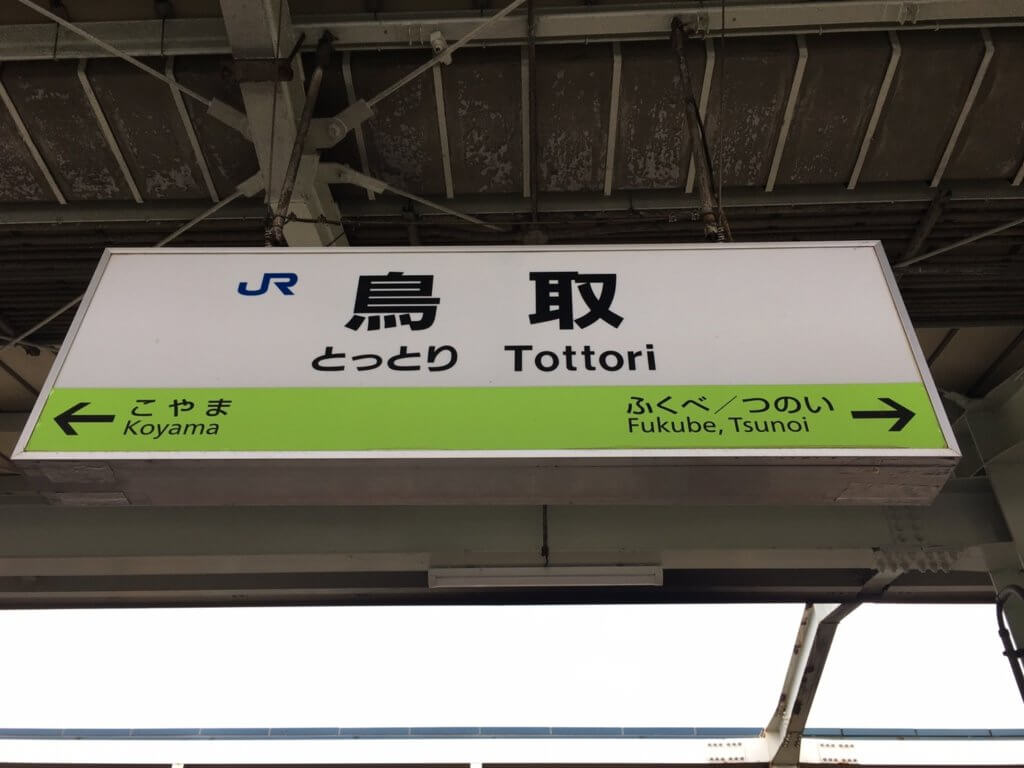 JR 鳥取
とっとり Tottori
← こやま
Koyama
ふくべ／つのい →
Fukube, Tsunoi